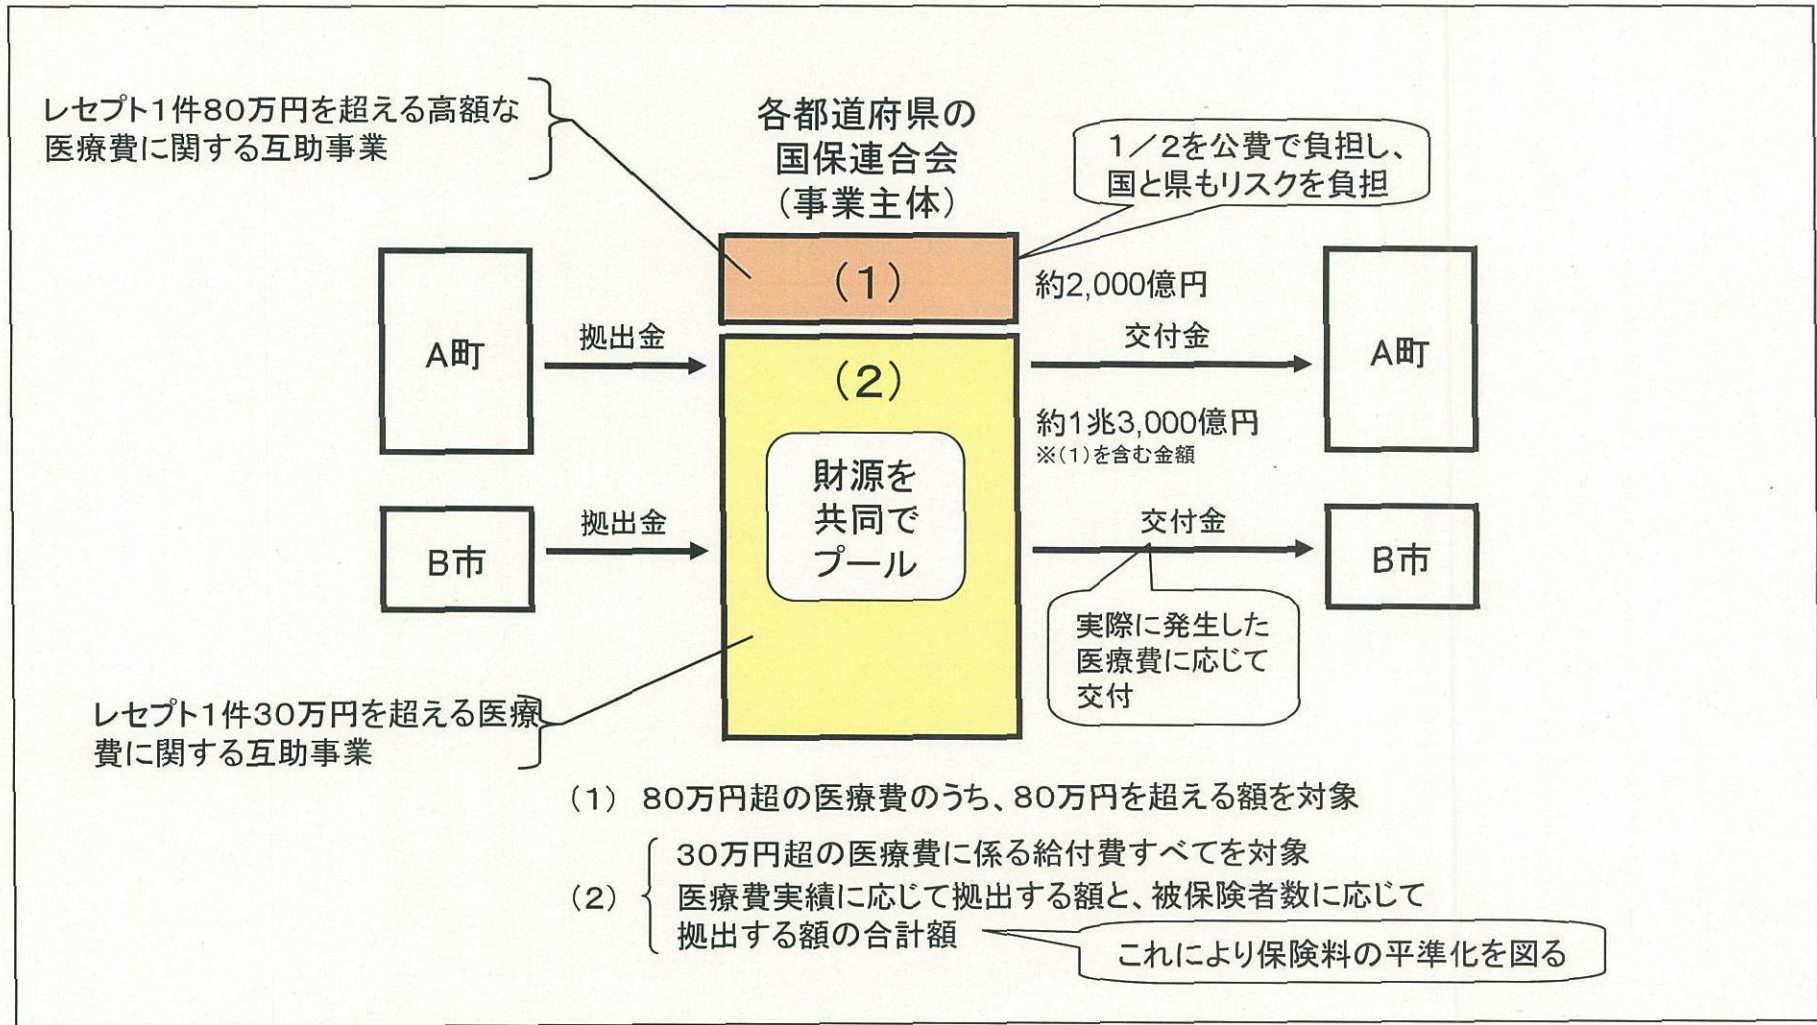 レセプト1件80万円を超える高額な
医療費に関する互助事業
各都道府県の
国保連合会
(事業主体)
1/2を公費で負担し、
国と県もリスクを負担
(1)
約2,000億円
A町
拠出金
(2)
交付金
A町
約1兆3,000億円
※(1)を含む金額
財源を
共同で
プール
B市
拠出金
交付金
B市
実際に発生した
医療費に応じて
交付
レセプト1件30万円を超える医療
費に関する互助事業
(1) 80万円超の医療費のうち、80万円を超える額を対象
(2)
30万円超の医療費に係る給付費すべてを対象
医療費実績に応じて拠出する額と、被保険者数に応じて
拠出する額の合計額
これにより保険料の平準化を図る